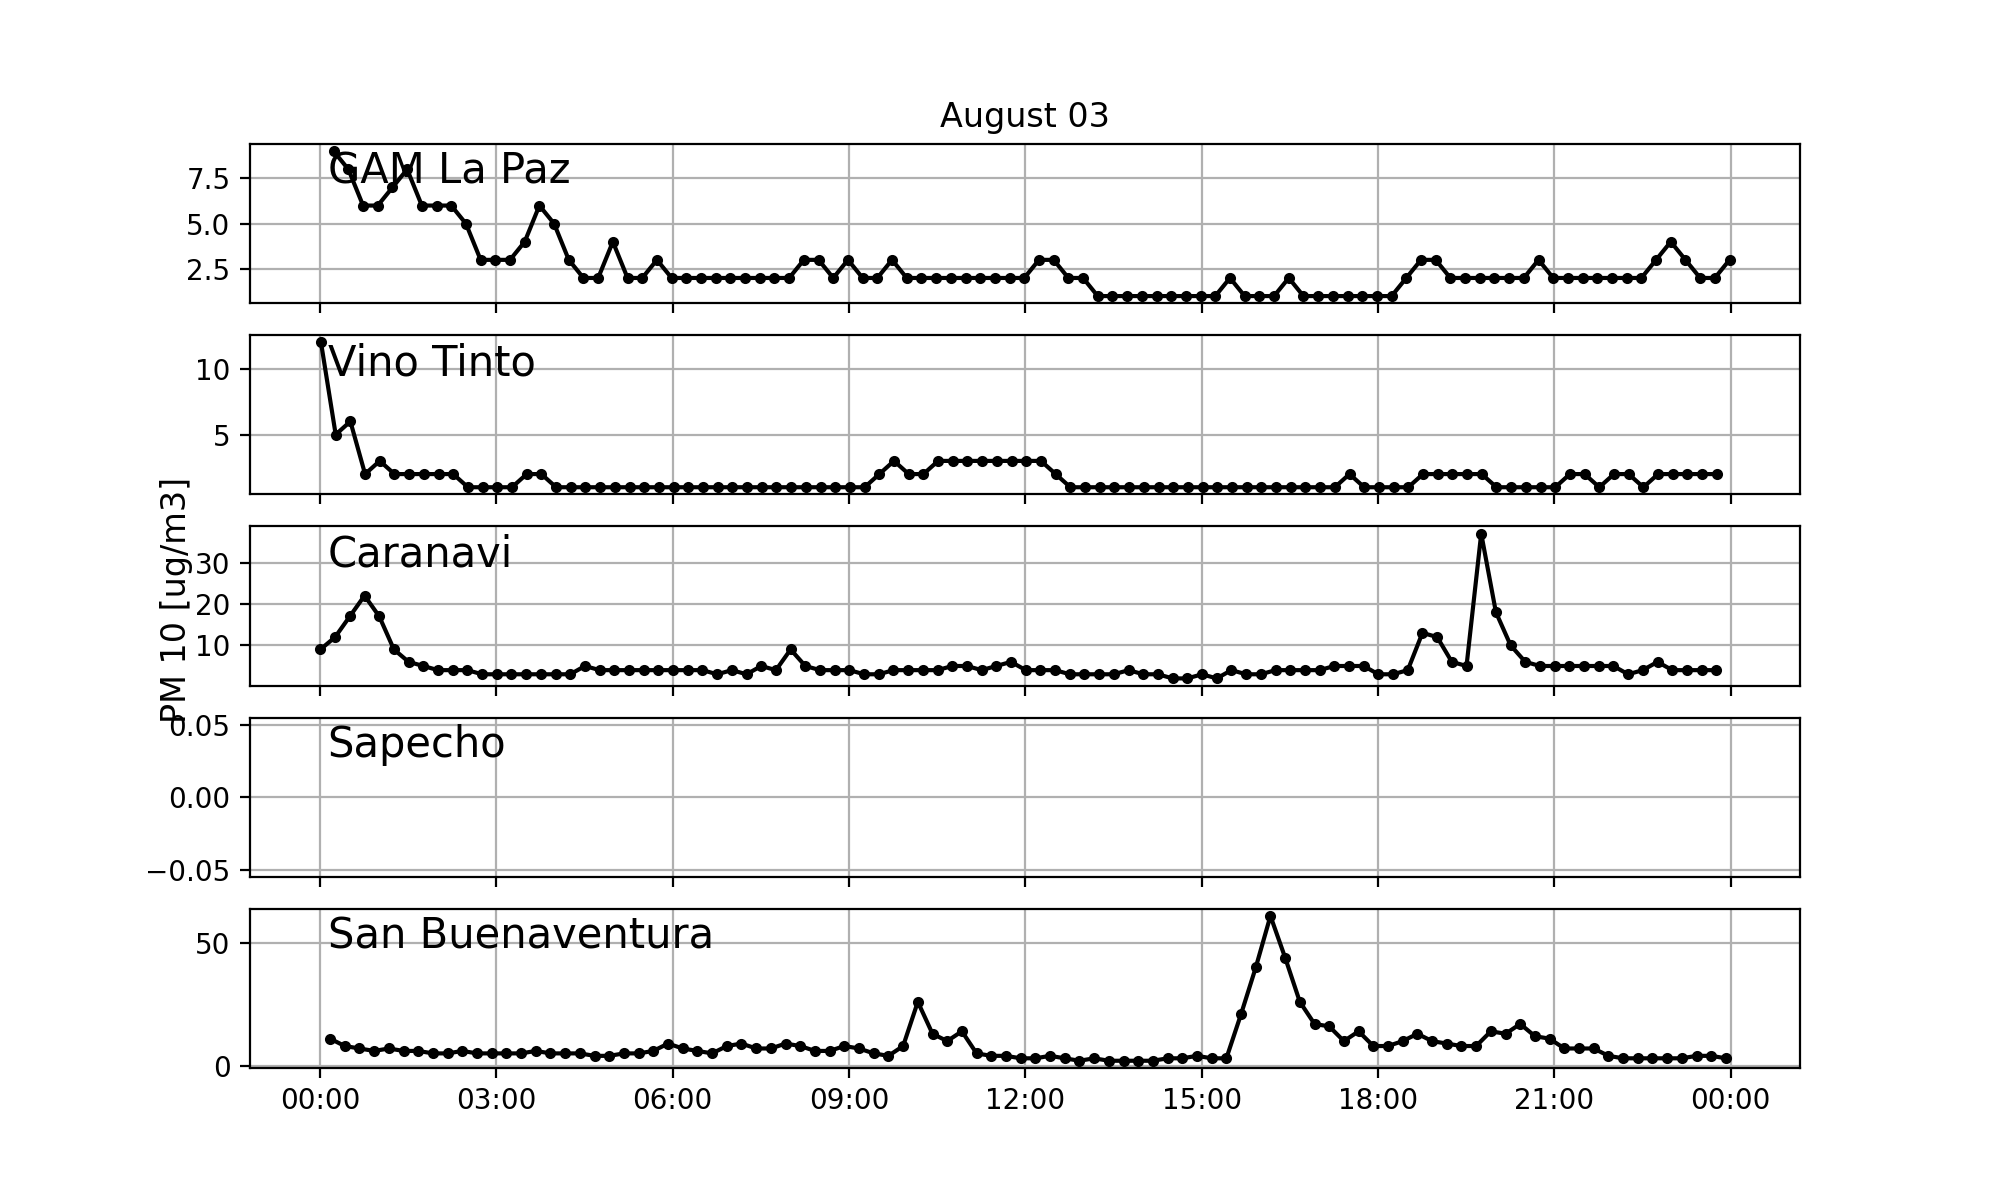 August 03
GAM La Paz
7.5
5.0
2.5
Vino Tinto
10
5
PM 10 [ug/m3]
Caranavi
30
20
10
Sapecho
0.05
0.00
−0.05
San Buenaventura
50
0
00:00 03:00 06:00 09:00 12:00 15:00 18:00 21:00 00:00